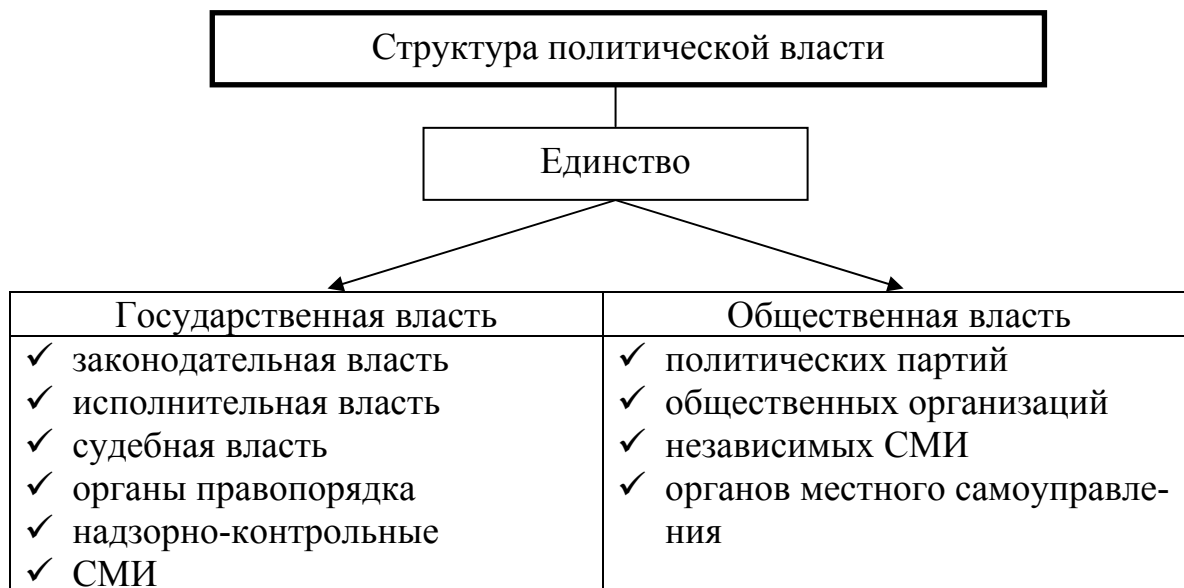 Структура политической власти
Единство
Государственная власть
✓ законодательная власть
✓ исполнительная власть
✓ судебная власть
✓ органы правопорядка
✓ надзорно-контрольные
✓ СМИ
Общественная власть
✓ политических партий
✓ общественных организаций
✓ независимых СМИ
✓ органов местного самоуправле-
ния